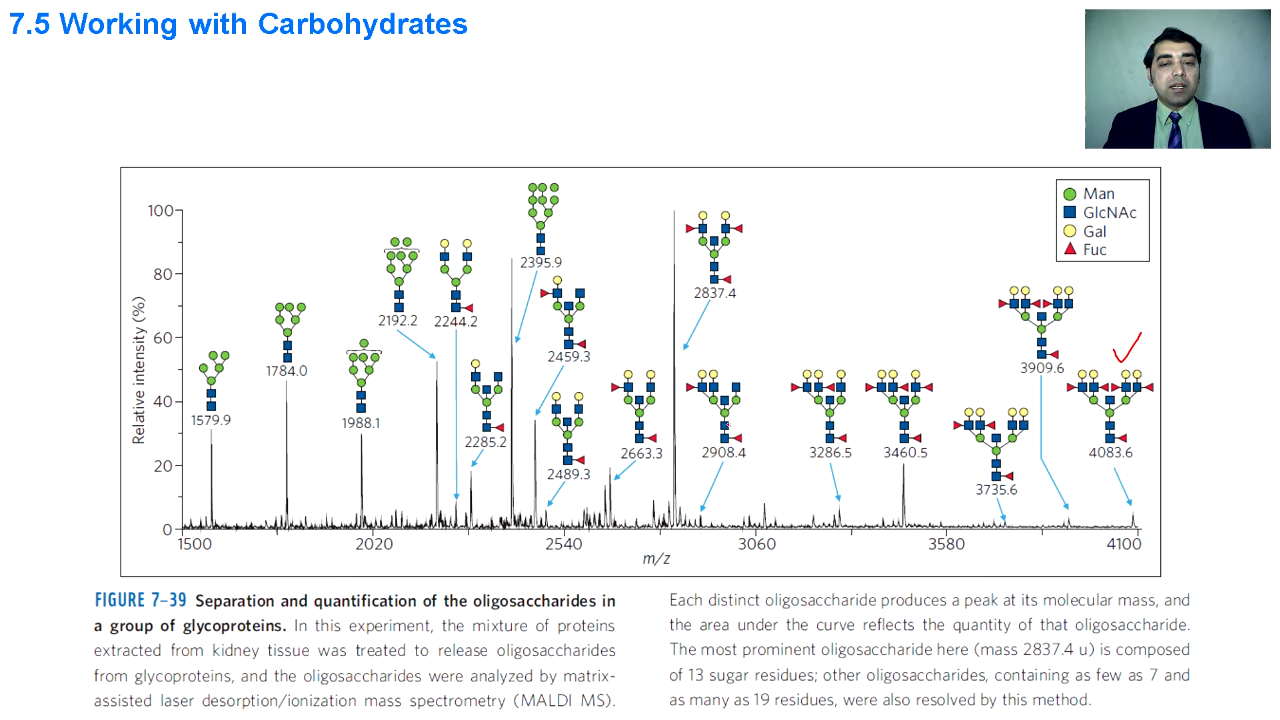 7.5 Working with Carbohydrates
Man
GlcNAc
Gal
Fuc
Relative intensity (%)
100
80
60
40
20
0
1579.9
1784.0
1988.1
2192.2
2244.2
2285.2
2395.9
2459.3
2489.3
2663.3
2837.4
2908.4
3286.5
3460.5
3735.6
3909.6
4083.6
1500 2020 2540 3060 3580 4100
m/z
FIGURE 7–39 Separation and quantification of the oligosaccharides in
a group of glycoproteins. In this experiment, the mixture of proteins
extracted from kidney tissue was treated to release oligosaccharides
from glycoproteins, and the oligosaccharides were analyzed by matrix-
assisted laser desorption/ionization mass spectrometry (MALDI MS).
Each distinct oligosaccharide produces a peak at its molecular mass, and
the area under the curve reflects the quantity of that oligosaccharide.
The most prominent oligosaccharide here (mass 2837.4 u) is composed
of 13 sugar residues; other oligosaccharides, containing as few as 7 and
as many as 19 residues, were also resolved by this method.